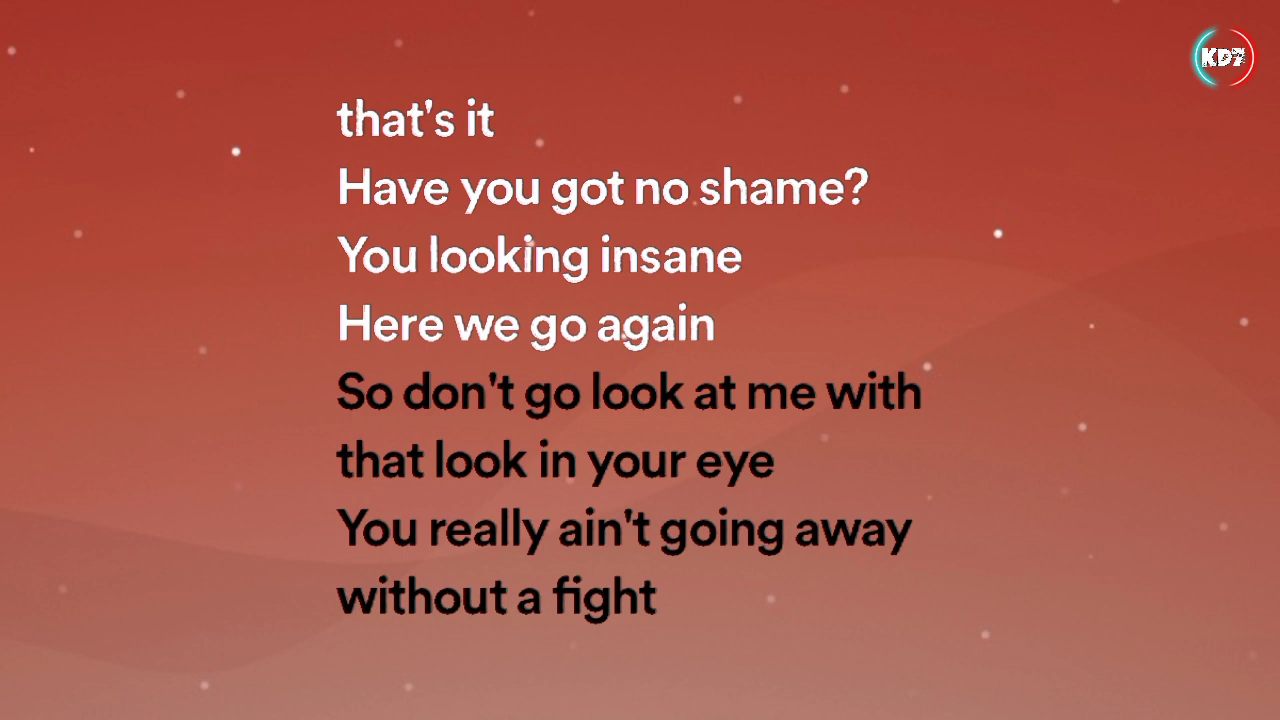 KD7
that's it
Have you got no shame?
You looking insane
Here we go again
So don't go look at me with
that look in your eye
You really ain't going away
without a fight